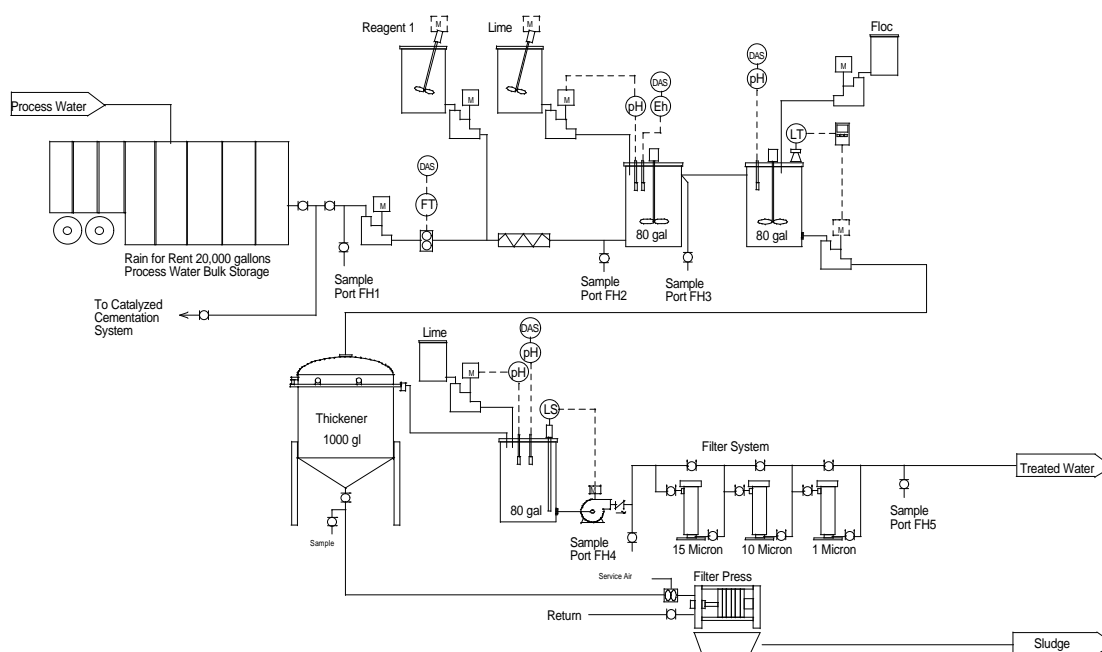 Reagent 1
M
Lime
M
Floc
DAS
M
M
M
DAS
pH
Eh
pH
M
LT
Process Water
DAS
FT
M
M
80 gal
80 gal
Rain for Rent 20,000 gallons
Process Water Bulk Storage
Sample
Port FH1
Sample
Port FH2
Sample
Port FH3
To Catalyzed
Cementation
System
Lime
DAS
pH
M
pH
LS
Thickener
1000 gl
Filter System
Treated Water
80 gal
Sample
Port FH4
15 Micron
10 Micron
1 Micron
Sample
Port FH5
Sample
Service Air
Filter Press
Return
Sludge